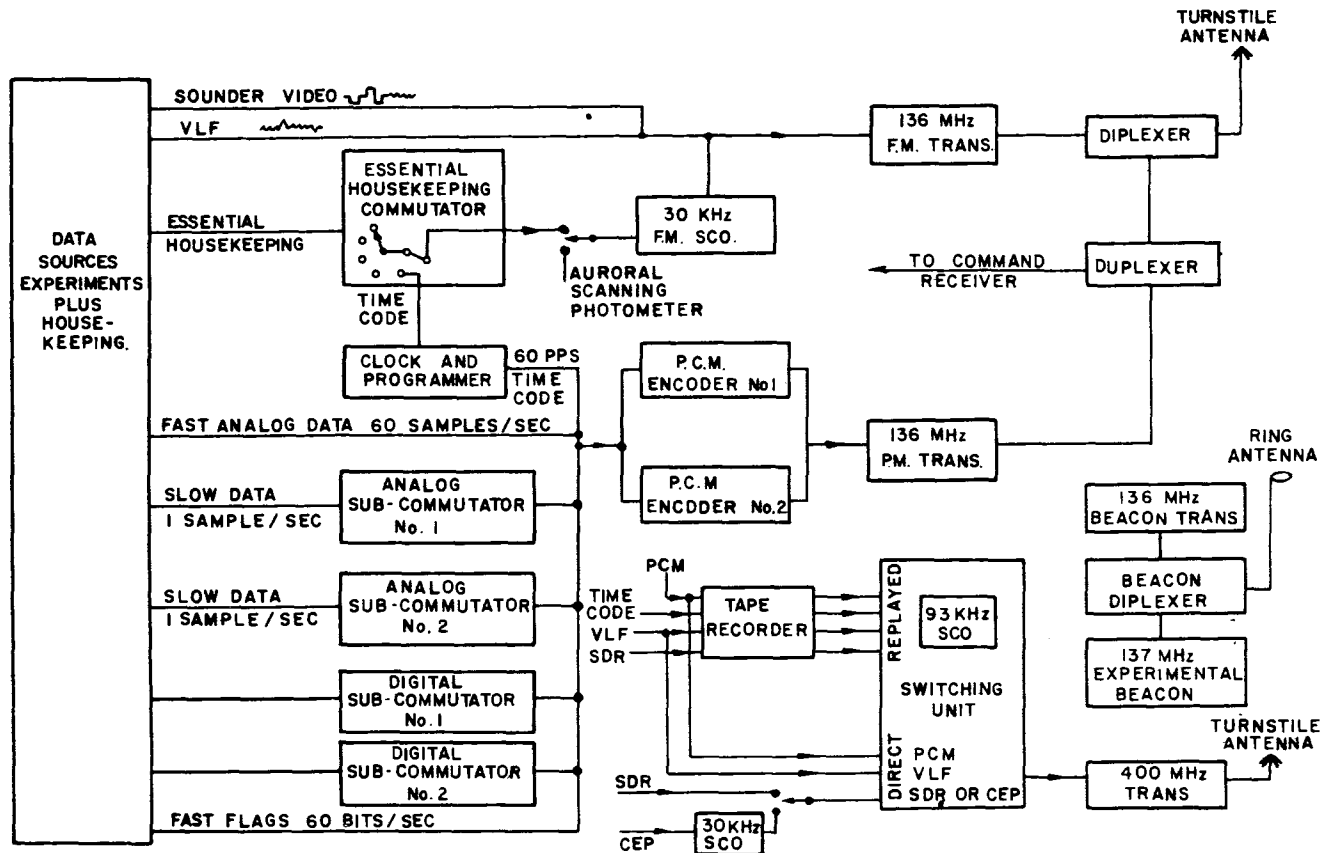 TURNSTILE
ANTENNA
SOUNDER VIDEO
VLF
136 MHz
F.M. TRANS.
DIPLEXER
ESSENTIAL
HOUSEKEEPING
COMMUTATOR
30 KHz
F.M. SCO.
ESSENTIAL
HOUSEKEEPING
DATA
SOURCES
EXPERIMENTS
PLUS
HOUSE-
KEEPING.
TO COMMAND
RECEIVER
DUPLEXER
AURORAL
SCANNING
PHOTOMETER
TIME
CODE
CLOCK AND
PROGRAMMER
60 PPS
TIME
CODE
P.C.M.
ENCODER No1
FAST ANALOG DATA 60 SAMPLES/SEC
136 MHz
P.M. TRANS.
RING
ANTENNA
SLOW DATA
1 SAMPLE/SEC
ANALOG
SUB-COMMUTATOR
No. 1
P.C.M
ENCDDER No.2
136 MHz
BEACON TRANS
PCM
TIME
CODE
VLF
SDR
TAPE
RECORDER
REPLAYED
93 KHz
SCO
BEACON
DIPLEXER
SLOW DATA
1 SAMPLE/SEC
ANALOG
SUB-COMMUTATOR
No. 2
137 MHz
EXPERIMENTAL
BEACON
SWITCHING
UNIT
DIGITAL
SUB-COMMUTATOR
No. 1
TURNSTILE
ANTENNA
DIRECT
PCM
VLF
SDR OR CEP
DIGITAL
SUB-COMMUTATOR
No. 2
SDR
400 MHz
TRANS
FAST FLAGS 60 BITS/SEC
CEP
30KHz
SCO